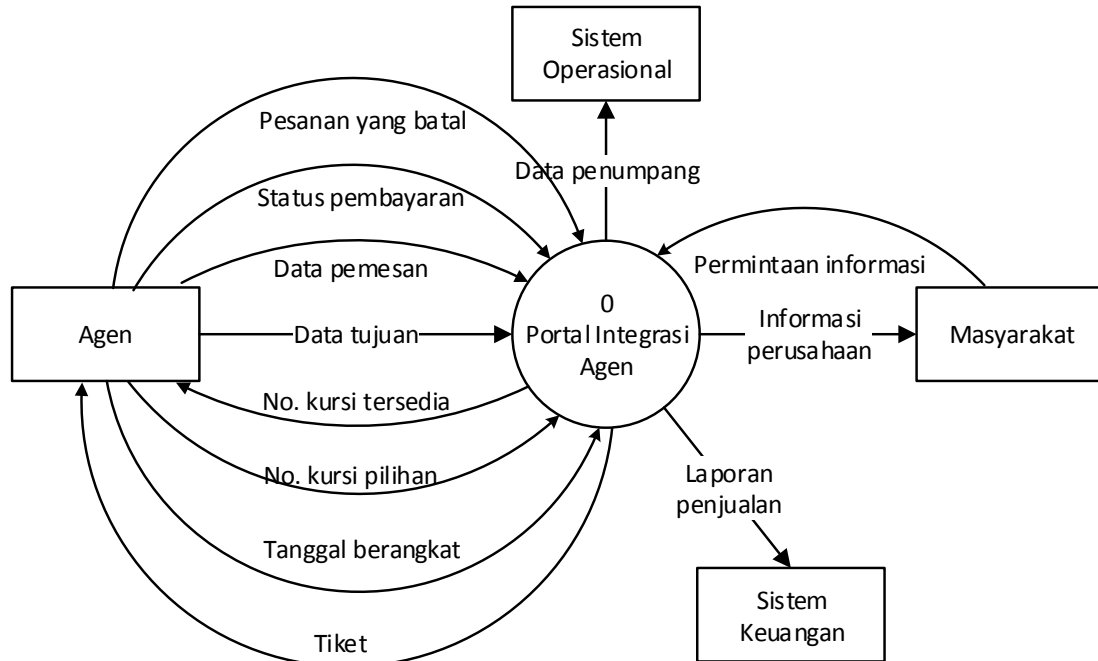 Sistem
Operasional
Pesanan yang batal
Data penumpang
Status pembayaran
Data pemesan
Permintaan informasi
0
Portal Integrasi
Agen
Agen
Data tujuan
Informasi
perusahaan
Masyarakat
No. kursi tersedia
No. kursi pilihan
Laporan
penjualan
Tanggal berangkat
Sistem
Keuangan
Tiket